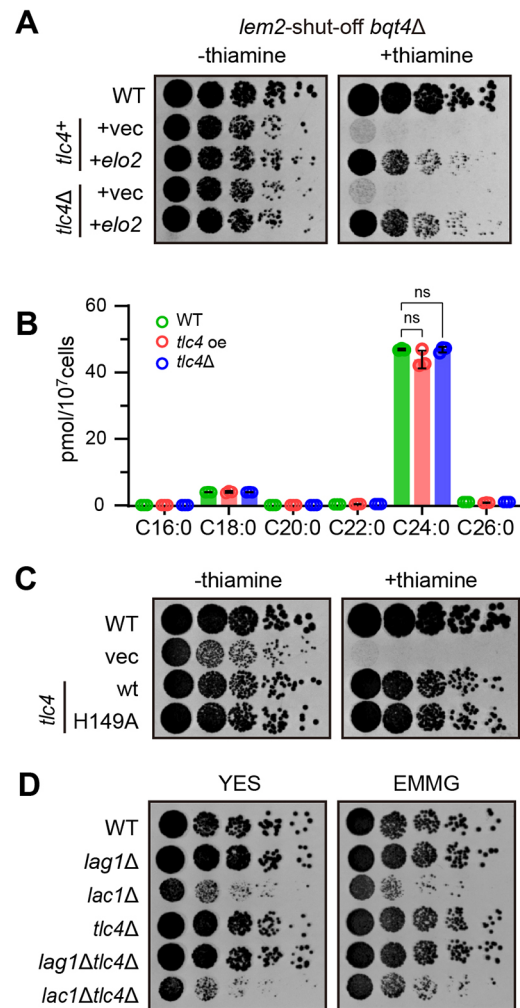 A
lem2-shut-off bqt4Δ
-thiamine +thiamine
WT
tlc4+ +vec
+elo2
tlc4Δ +vec
+elo2
B
pmol/10⁷cells
60
40
20
0
WT
tlc4 oe
tlc4Δ
ns
ns
C16:0 C18:0 C20:0 C22:0 C24:0 C26:0
C
-thiamine +thiamine
WT
vec
tlc4 wt
H149A
D
YES EMMG
WT
lag1Δ
lac1Δ
tlc4Δ
lag1Δtlc4Δ
lac1Δtlc4Δ